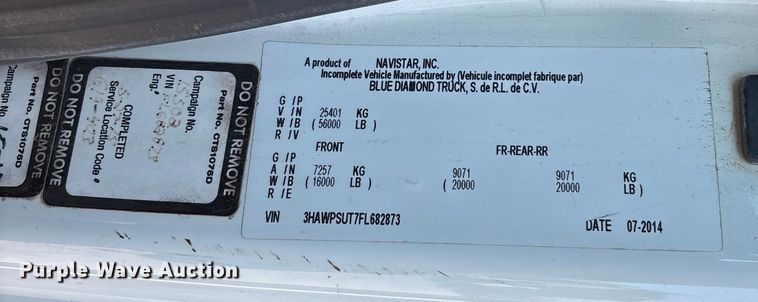 A product of NAVISTAR, INC.
Incomplete Vehicle Manufactured by (Vehicule incomplet fabrique par)
BLUE DIAMOND TRUCK, S. de R.L. de C.V.
G /P
V /N 25401 KG
W/B ( 56000 LB )
R /V
FRONT FR-REAR-RR
G /P
A /N 7257 KG 9071 9071 KG
W/B ( 16000 LB ) ( 20000 20000 LB )
R /E
VIN 3HAWPSUT7FL682873 DATE 07-2014
DO NOT REMOVE
Part No. CTS1075D
Campaign No.
VIN
Eng#
COMPLETED
Service Location Code #
DO NOT REMOVE
DO NOT REMOVE
Part No. CTS1075D
Purple Wave Auction